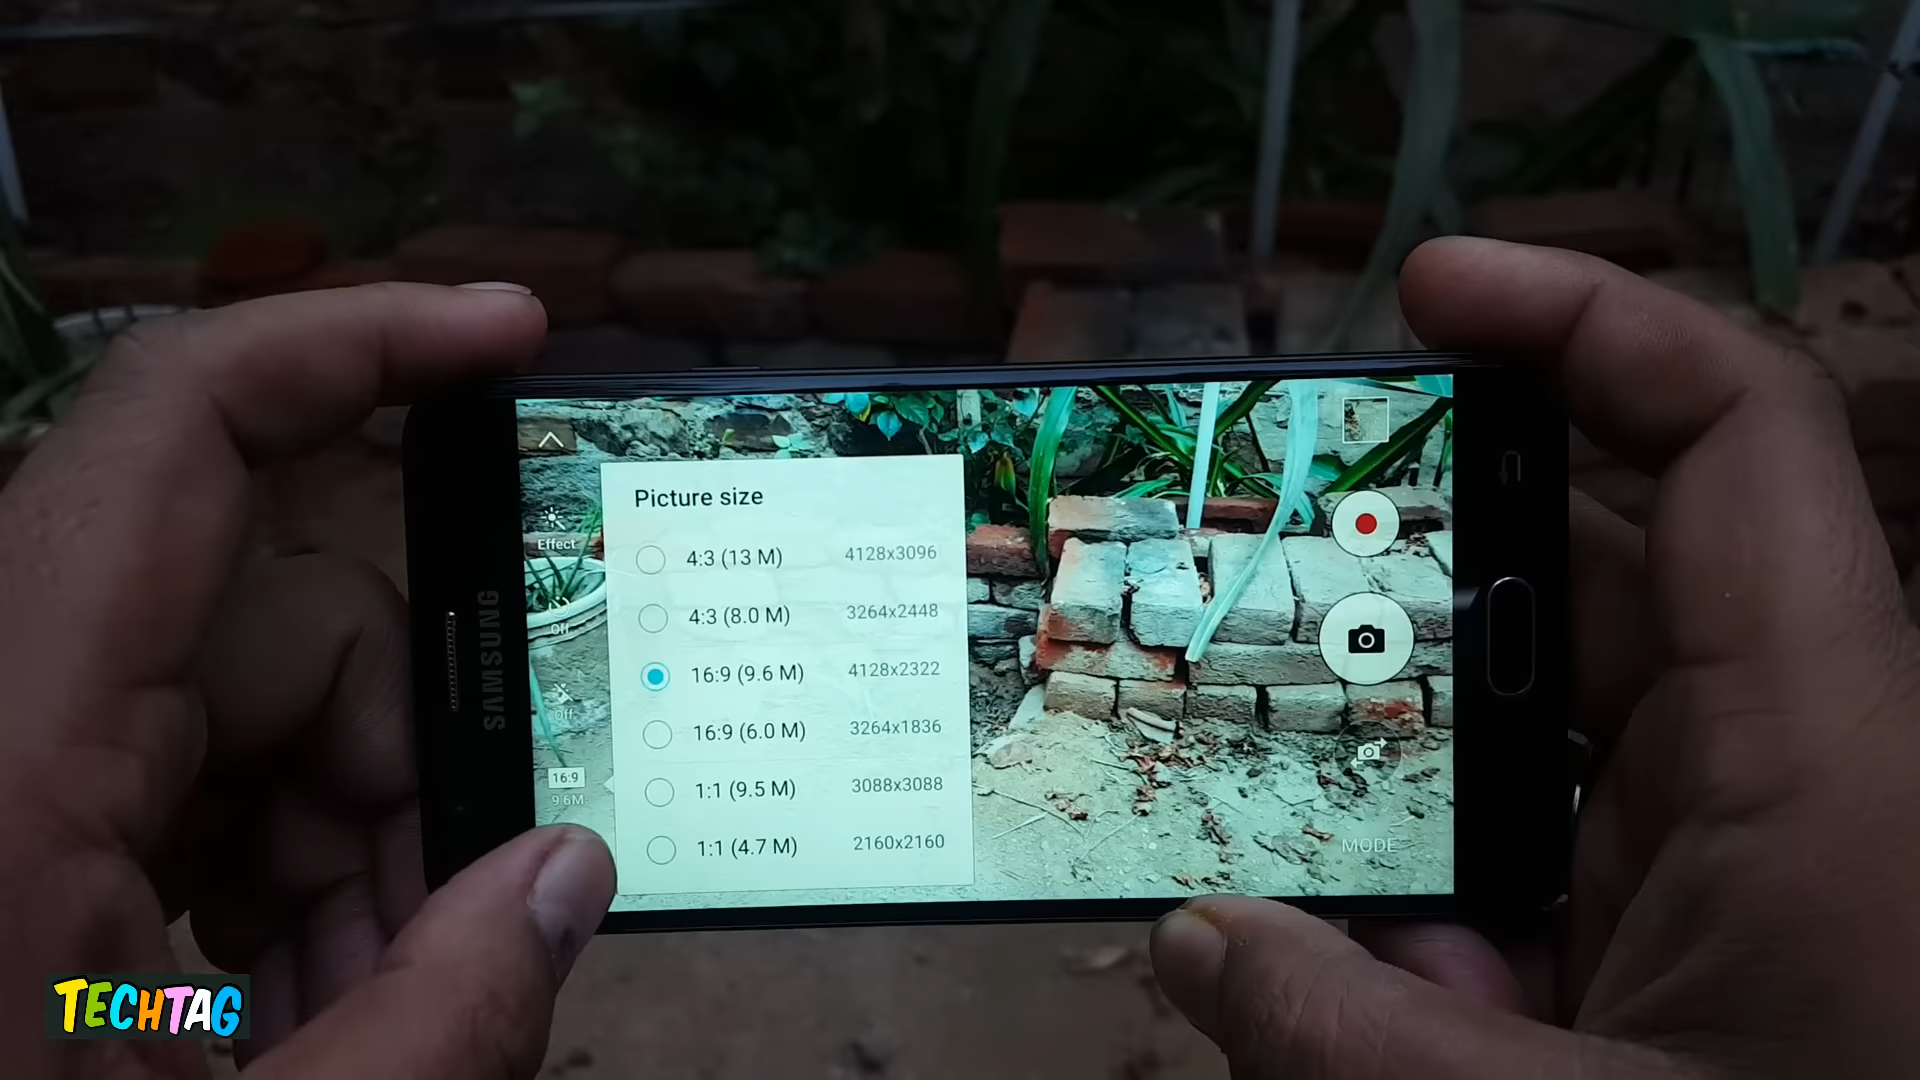 Picture size
4:3 (13 M) 4128x3096
4:3 (8.0 M) 3264x2448
16:9 (9.6 M) 4128x2322
16:9 (6.0 M) 3264x1836
1:1 (9.5 M) 3088x3088
1:1 (4.7 M) 2160x2160
Effect
Off
Off
16:9
9.6M
MODE
SAMSUNG
TECHTAG